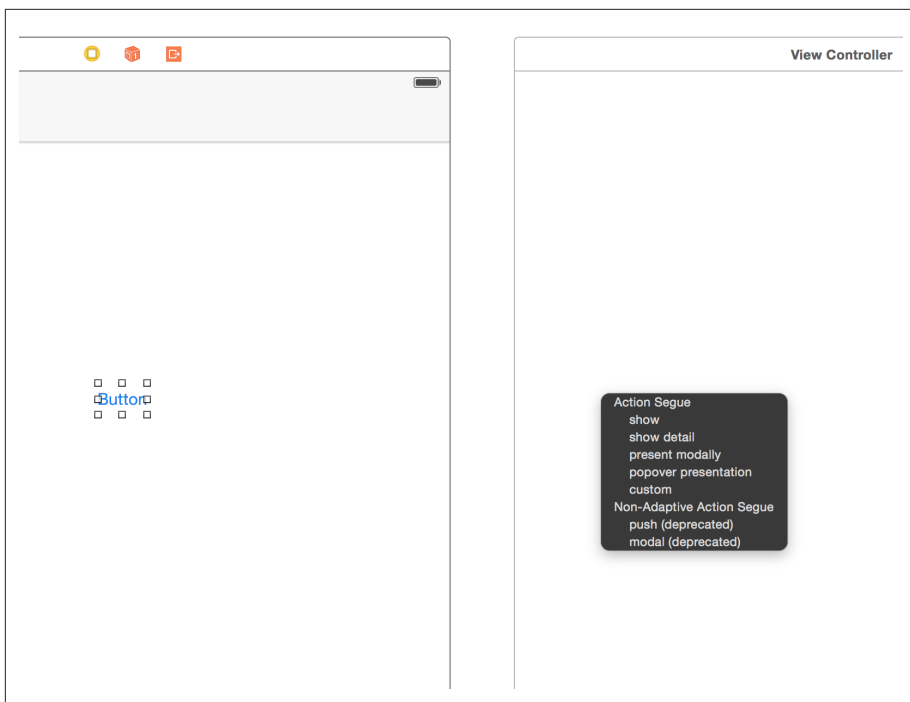 View Controller
Button
Action Segue
show
show detail
present modally
popover presentation
custom
Non-Adaptive Action Segue
push (deprecated)
modal (deprecated)